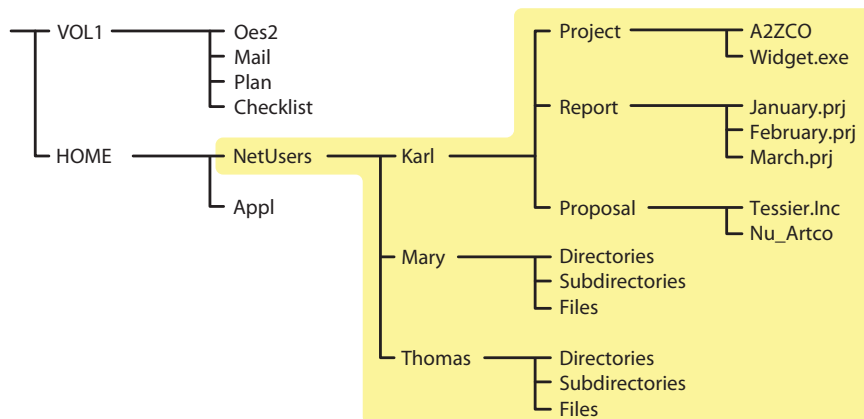 VOL1 Oes2 Project A2ZCO
Mail Widget.exe
Plan
Checklist Report January.prj
February.prj
HOME NetUsers Karl March.prj
Appl Proposal Tessier.Inc
Nu_Artco
Mary Directories
Subdirectories
Files
Thomas Directories
Subdirectories
Files